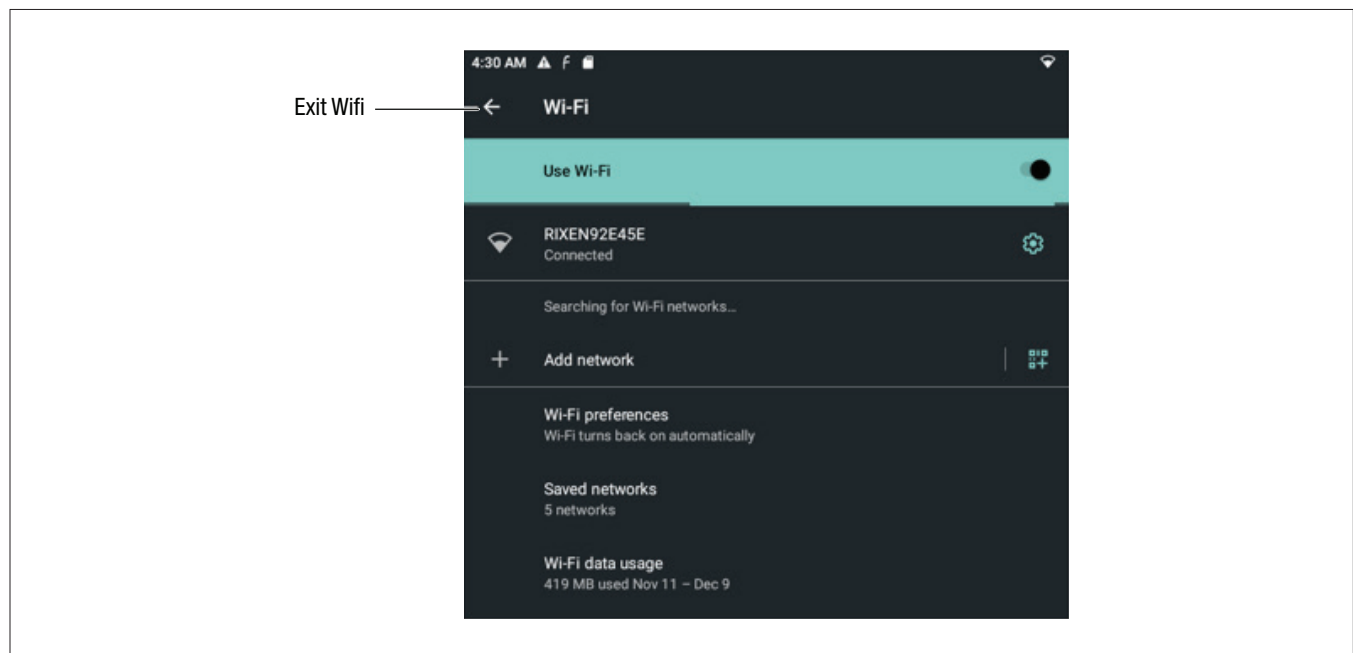 4:30 AM
Exit Wifi
Wi-Fi
Use Wi-Fi
RIXEN92E45E
Connected
Searching for Wi-Fi networks…
Add network
Wi-Fi preferences
Wi-Fi turns back on automatically
Saved networks
5 networks
Wi-Fi data usage
419 MB used Nov 11 – Dec 9